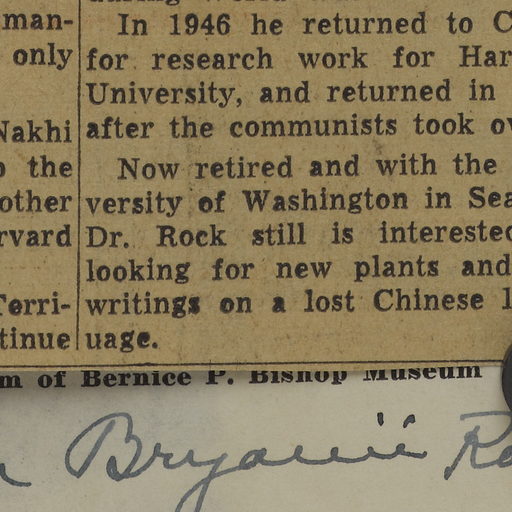 man-
only
Nakhi
the
other
rvard
Terri-
tinue
In 1946 he returned to C
for research work for Har
University, and returned in
after the communists took ov
Now retired and with the
versity of Washington in Sea
Dr. Rock still is interested
looking for new plants and
writings on a lost Chinese l
uage.
m of Bernice P. Bishop Museum